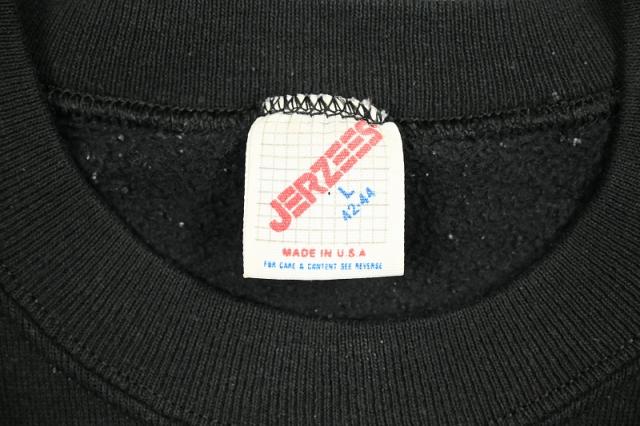 JERZEES
L
42-44
MADE IN U.S.A
FOR CARE & CONTENT SEE REVERSE